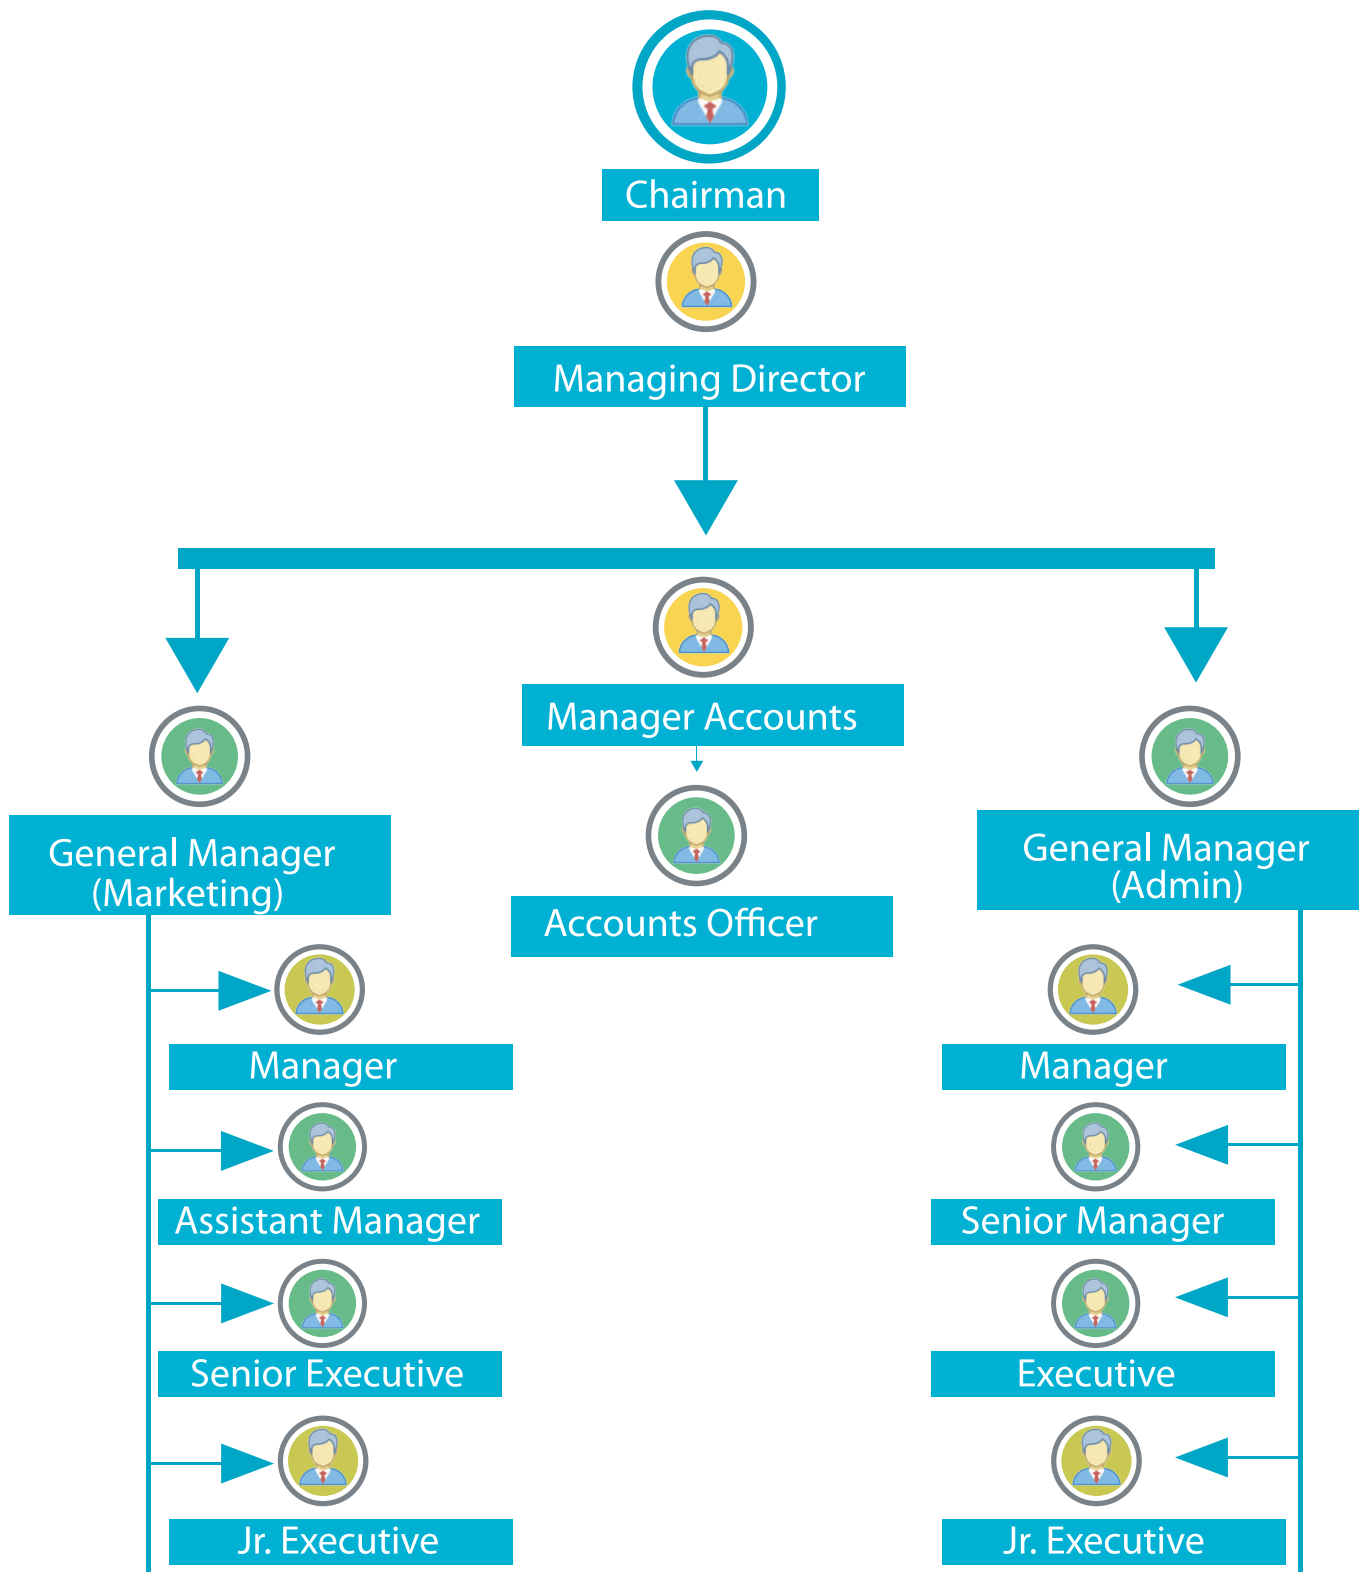 Chairman
Managing Director
Manager Accounts
Accounts Officer
General Manager
(Marketing)
Manager
Assistant Manager
Senior Executive
Jr. Executive
General Manager
(Admin)
Manager
Senior Manager
Executive
Jr. Executive